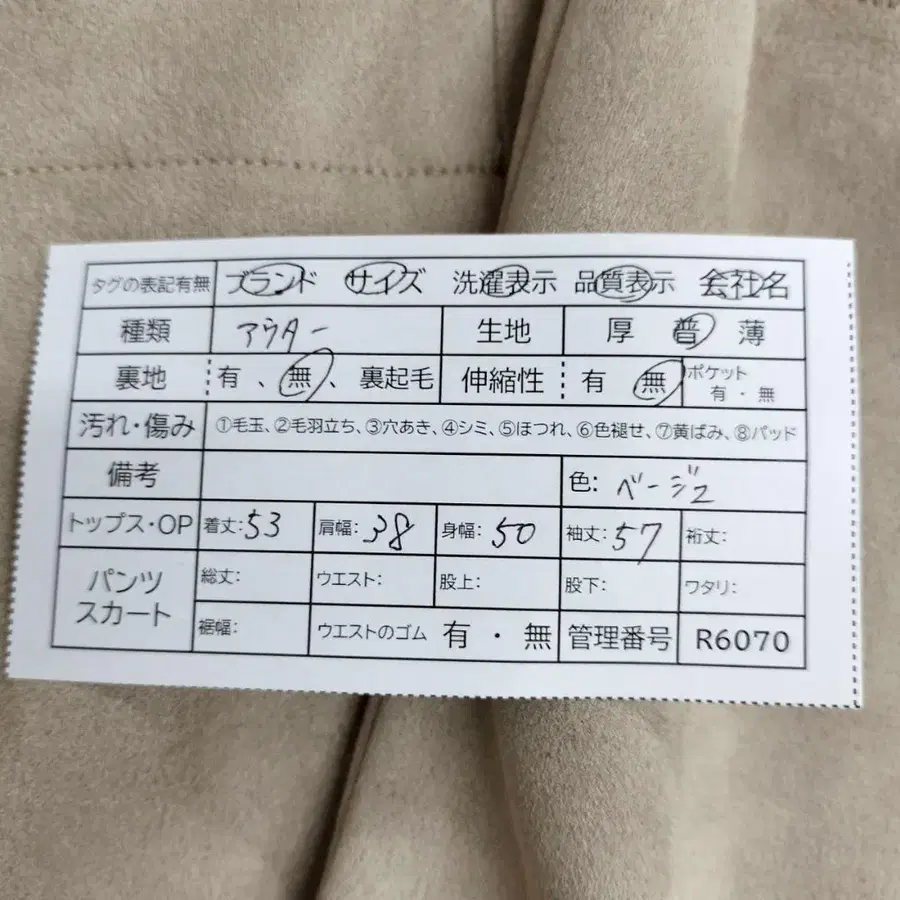 タグの表記有無 ブランド サイズ 洗濯表示 品質表示 会社名
種類 アウター 生地 厚 普 薄
裏地 有、無、裏起毛 伸縮性 有 無 ポケット 有・無
汚れ・傷み ①毛玉、②毛羽立ち、③穴あき、④シミ、⑤ほつれ、⑥色褪せ、⑦黄ばみ、⑧パッド
備考 色: ベージュ
トップス・OP 着丈:53 肩幅:38 身幅:50 袖丈:57 裄丈:
パンツ スカート 総丈: ウエスト: 股上: 股下: ワタリ:
裾幅: ウエストのゴム 有・無 管理番号 R6070